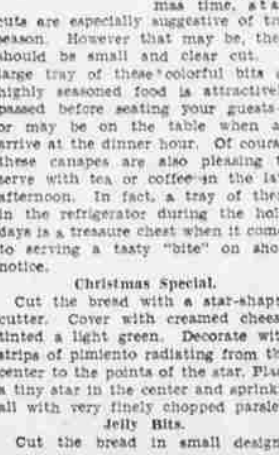 mas time, sta
cuts are especially suggestive of t
season. However that may be, the
should be small and clear cut.
large tray of these colorful bits
highly seasoned food is attractivel
passed before seating your guests
or may be on the table when a
arrive at the dinner hour. Of cours
these canapes are also pleasing
serve with tea or coffee in the la
afternoon. In fact, a tray of the
in the refrigerator during the hol
days is a treasure chest when it com
to serving a tasty "bite" on sho
notice.
Christmas Special.
Cut the bread with a star-shape
cutter. Cover with creamed chees
tinted a light green. Decorate wit
strips of pimiento radiating from th
center to the points of the star. Pla
a tiny star in the center and sprink
all with very finely chopped parsle
Jelly Bits.
Cut the bread in small design